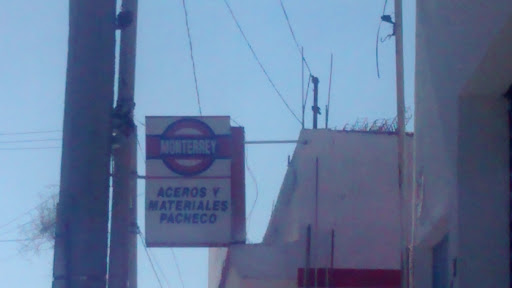 MONTERREY
ACEROS Y
MATERIALES
PACHECO